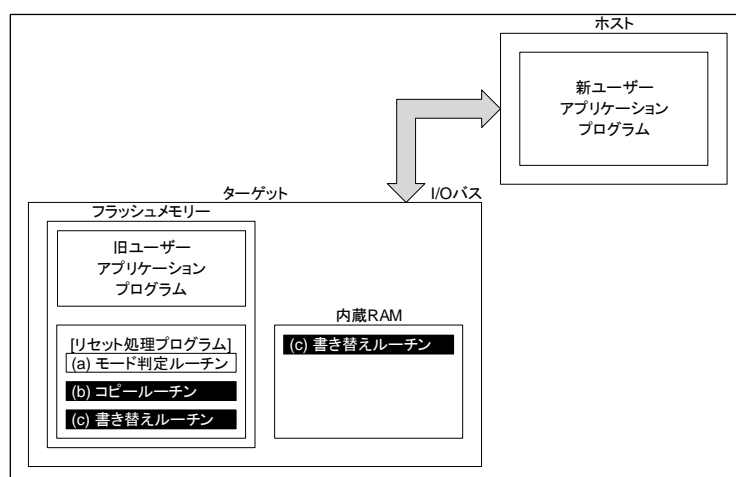 ホスト
新ユーザー
アプリケーション
プログラム
ターゲット
I/Oバス
フラッシュメモリー
旧ユーザー
アプリケーション
プログラム
[リセット処理プログラム]
(a) モード判定ルーチン
(b) コピールーチン
(c) 書き替えルーチン
内蔵RAM
(c) 書き替えルーチン